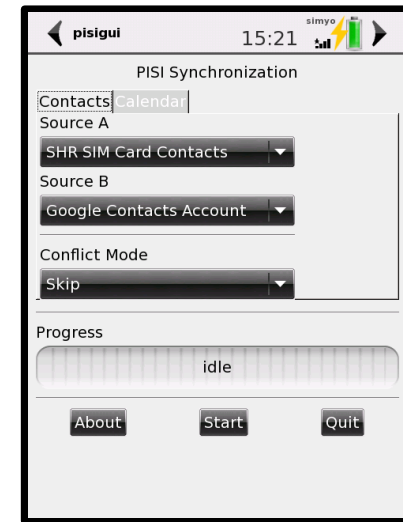 pisigui 15:21 simyo
PISI Synchronization
Contacts Calendar
Source A
SHR SIM Card Contacts
Source B
Google Contacts Account
Conflict Mode
Skip
Progress
idle
About Start Quit